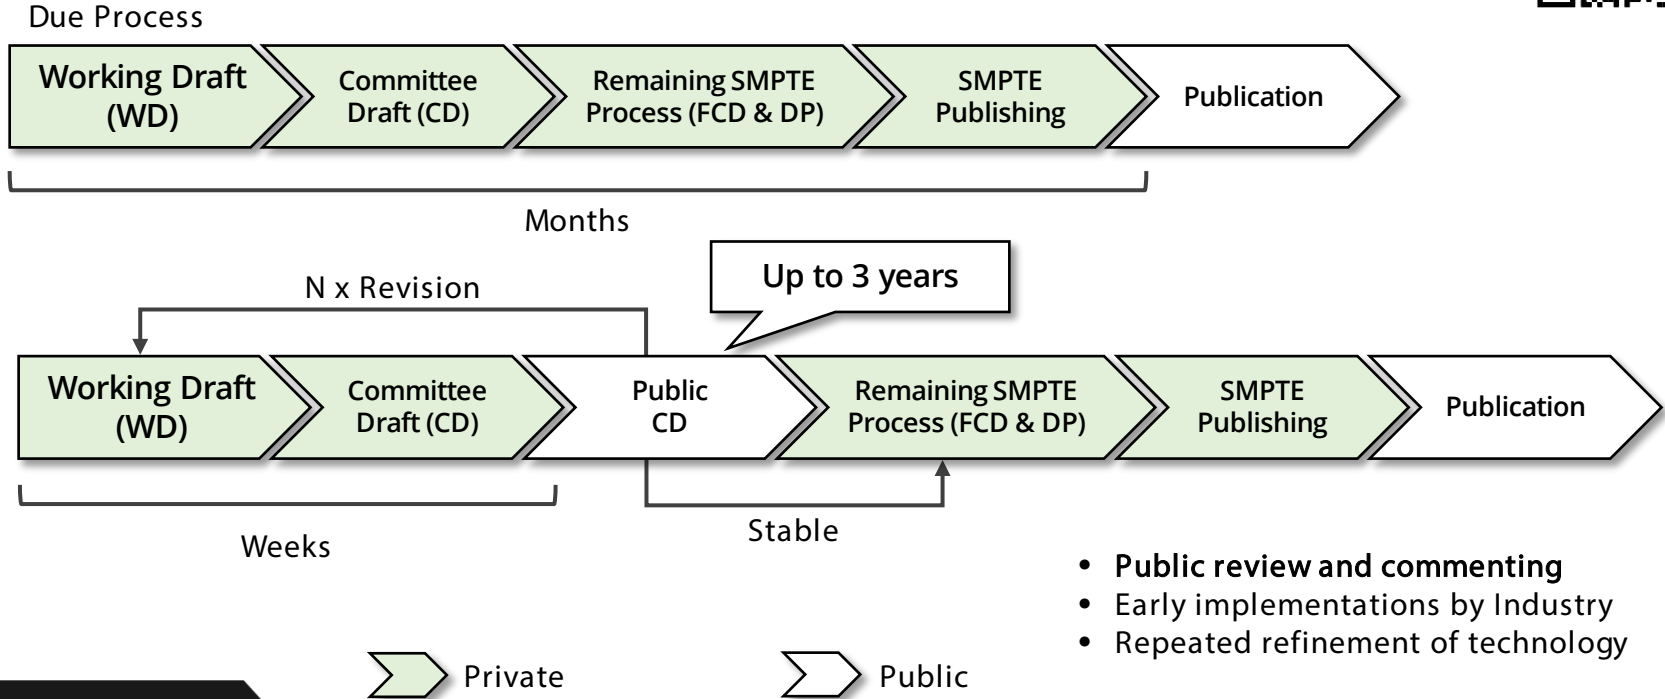 Due Process
Working Draft
(WD)
Committee
Draft (CD)
Remaining SMPTE
Process (FCD & DP)
SMPTE
Publishing
Publication
Months
N x Revision
Up to 3 years
Working Draft
(WD)
Committee
Draft (CD)
Public
CD
Remaining SMPTE
Process (FCD & DP)
SMPTE
Publishing
Publication
Weeks
Stable
• Public review and commenting
• Early implementations by Industry
• Repeated refinement of technology
Private
Public